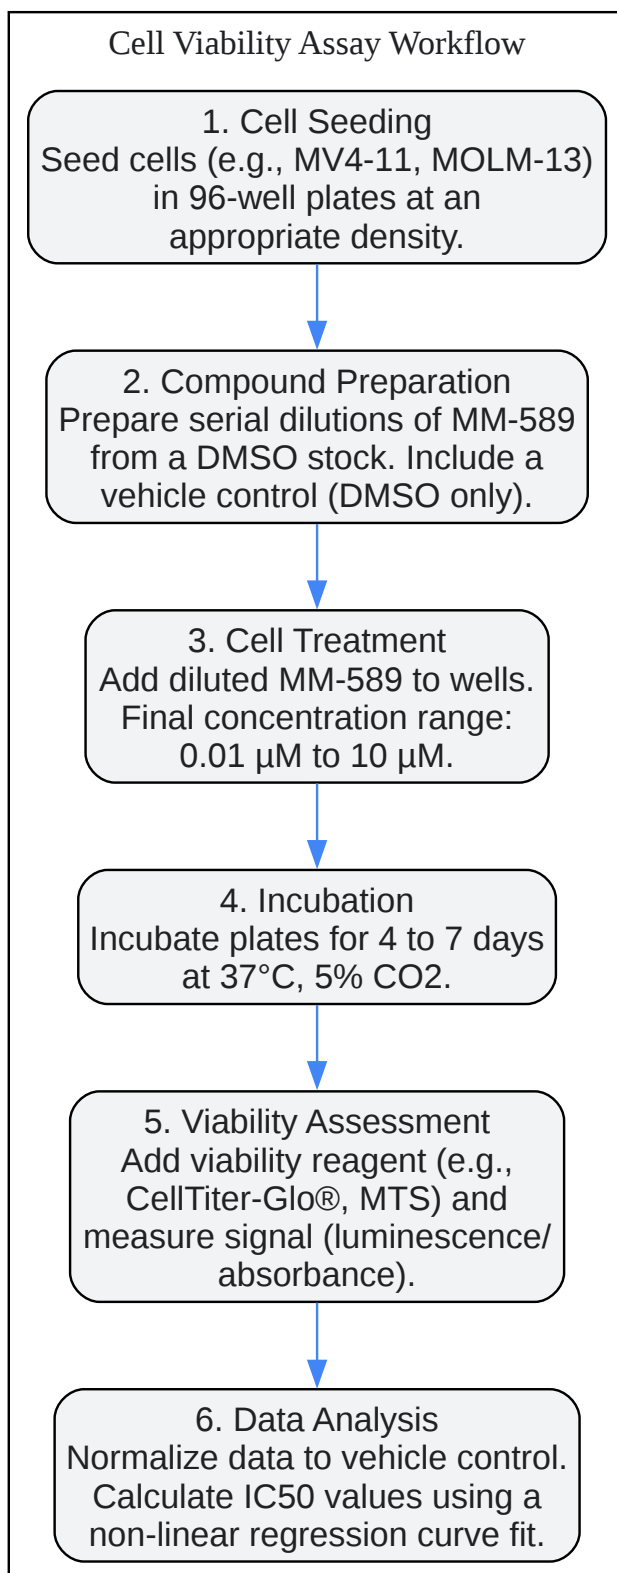 Cell Viability Assay Workflow
1. Cell Seeding
Seed cells (e.g., MV4-11, MOLM-13)
in 96-well plates at an
appropriate density.
2. Compound Preparation
Prepare serial dilutions of MM-589
from a DMSO stock. Include a
vehicle control (DMSO only).
3. Cell Treatment
Add diluted MM-589 to wells.
Final concentration range:
0.01 µM to 10 µM.
4. Incubation
Incubate plates for 4 to 7 days
at 37°C, 5% CO2.
5. Viability Assessment
Add viability reagent (e.g.,
CellTiter-Glo®, MTS) and
measure signal (luminescence/
absorbance).
6. Data Analysis
Normalize data to vehicle control.
Calculate IC50 values using a
non-linear regression curve fit.